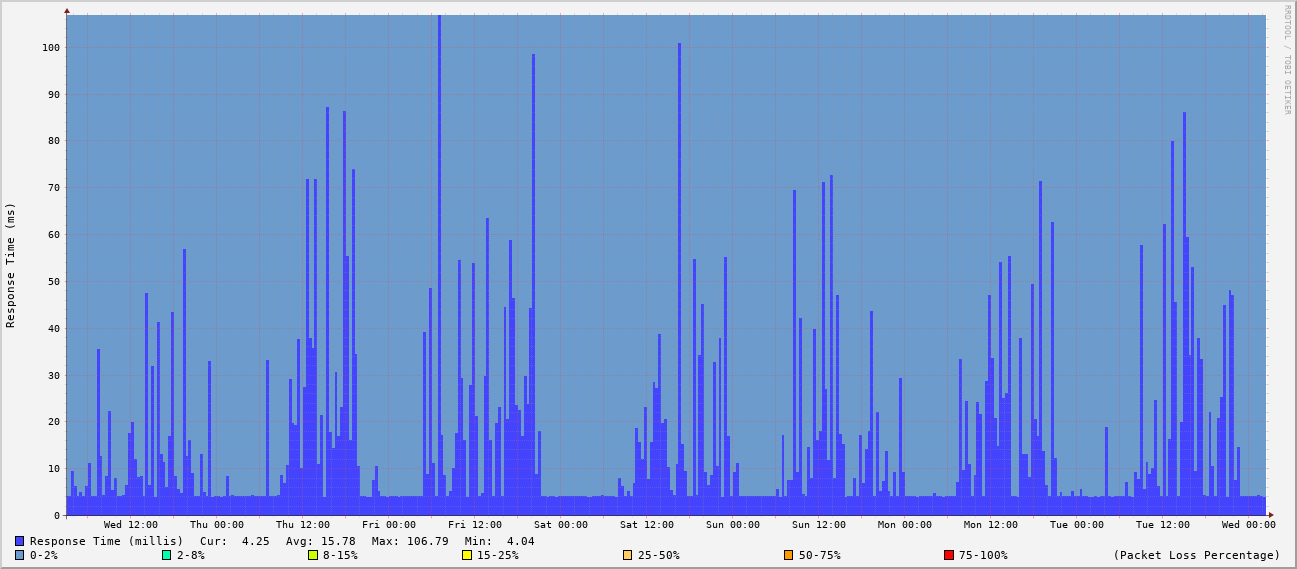 RRDTOOL / TOBI OETIKER
Response Time (ms)
100
90
80
70
60
50
40
30
20
10
0
Wed 12:00 Thu 00:00 Thu 12:00 Fri 00:00 Fri 12:00 Sat 00:00 Sat 12:00 Sun 00:00 Sun 12:00 Mon 00:00 Mon 12:00 Tue 00:00 Tue 12:00 Wed 00:00
Response Time (millis) Cur: 4.25 Avg: 15.78 Max: 106.79 Min: 4.04
0-2% 2-8% 8-15% 15-25% 25-50% 50-75% 75-100% (Packet Loss Percentage)